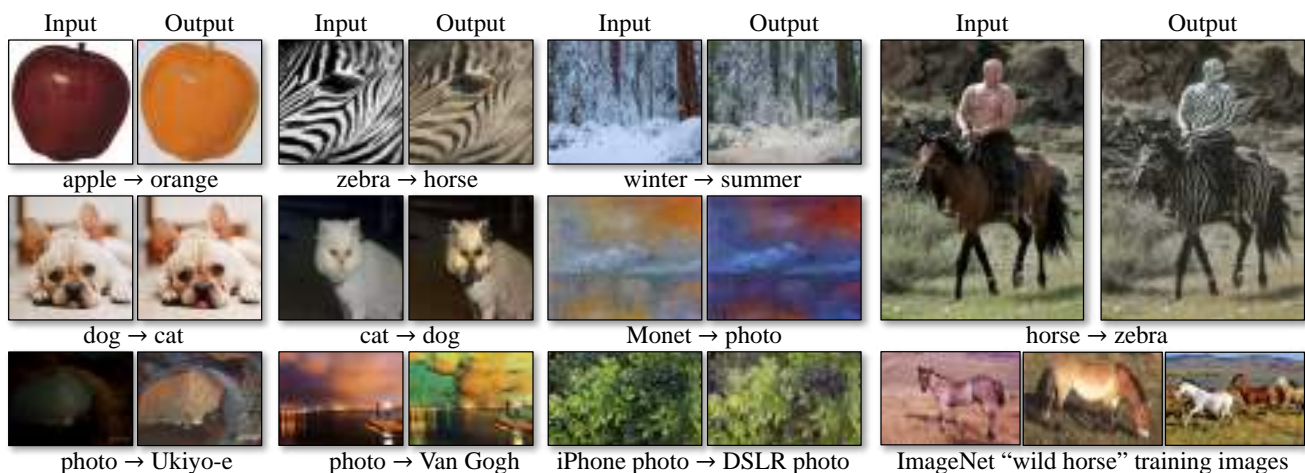 Input Output Input Output Input Output Input Output
apple → orange zebra → horse winter → summer
dog → cat cat → dog Monet → photo horse → zebra
photo → Ukiyo-e photo → Van Gogh iPhone photo → DSLR photo ImageNet “wild horse” training images